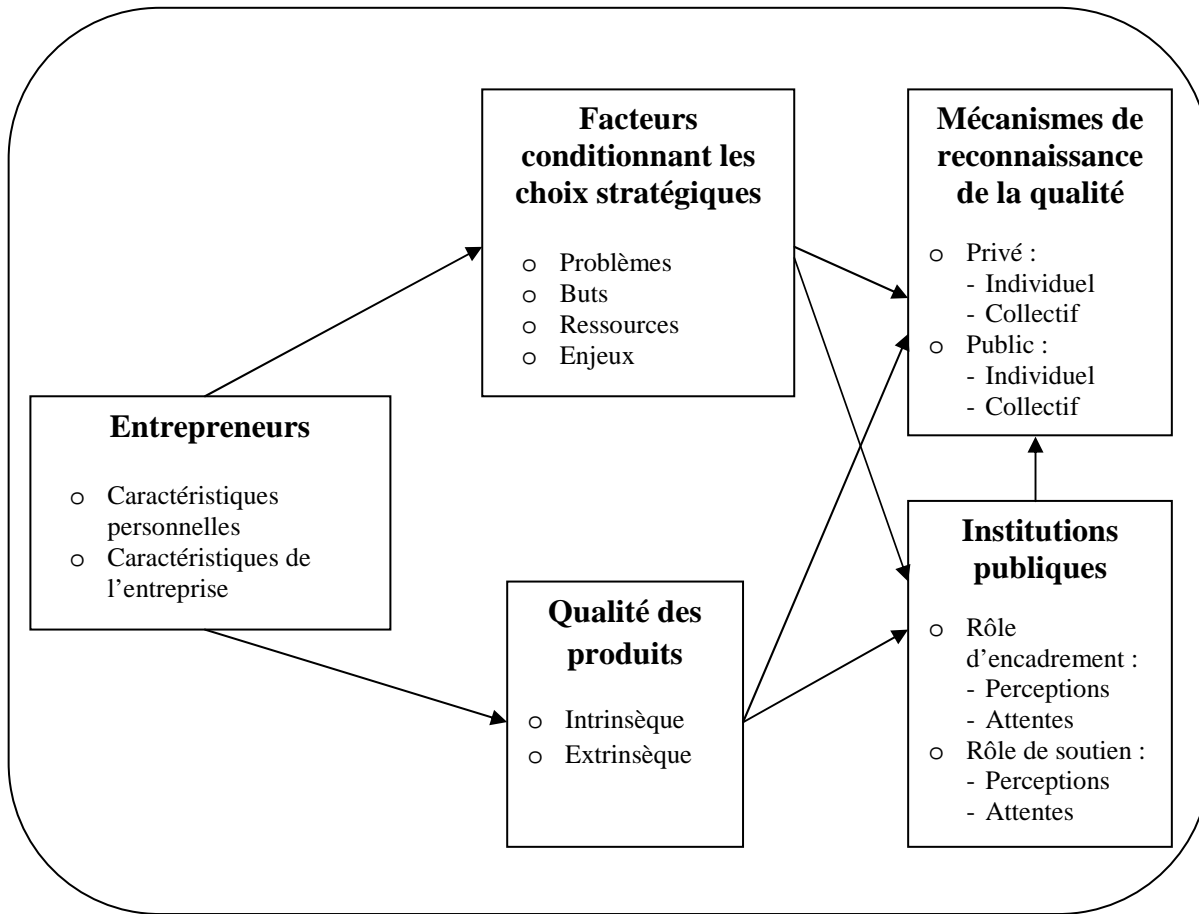 Facteurs
conditionnant les
choix stratégiques
o Problèmes
o Buts
o Ressources
o Enjeux
Mécanismes de
reconnaissance
de la qualité
o Privé :
- Individuel
- Collectif
o Public :
- Individuel
- Collectif
Entrepreneurs
o Caractéristiques
personnelles
o Caractéristiques de
l’entreprise
Qualité des
produits
o Intrinsèque
o Extrinsèque
Institutions
publiques
o Rôle
d’encadrement :
- Perceptions
- Attentes
o Rôle de soutien :
- Perceptions
- Attentes